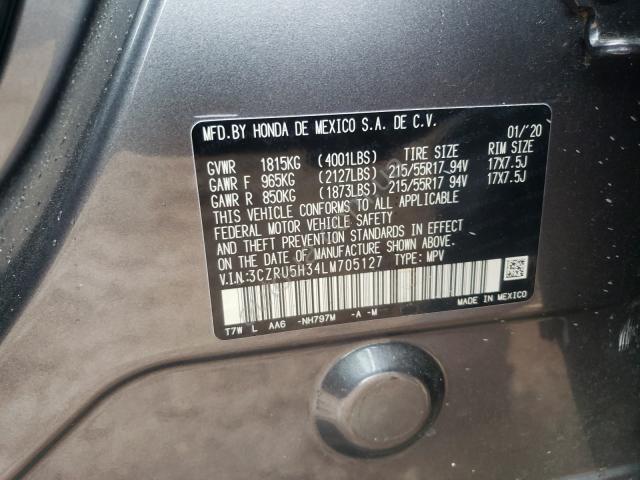 MFD.BY HONDA DE MEXICO S.A. DE C.V. 01/'20
GVWR 1815KG (4001LBS) TIRE SIZE RIM SIZE
GAWR F 965KG (2127LBS) 215/55R17 94V 17X7.5J
GAWR R 850KG (1873LBS) 215/55R17 94V 17X7.5J
THIS VEHICLE CONFORMS TO ALL APPLICABLE
FEDERAL MOTOR VEHICLE SAFETY
AND THEFT PREVENTION STANDARDS IN EFFECT
ON THE DATE OF MANUFACTURE SHOWN ABOVE.
V.I.N:3CZRU5H34LM705127 TYPE: MPV
MADE IN MEXICO
T7W L AA6 -NH797M -A -M